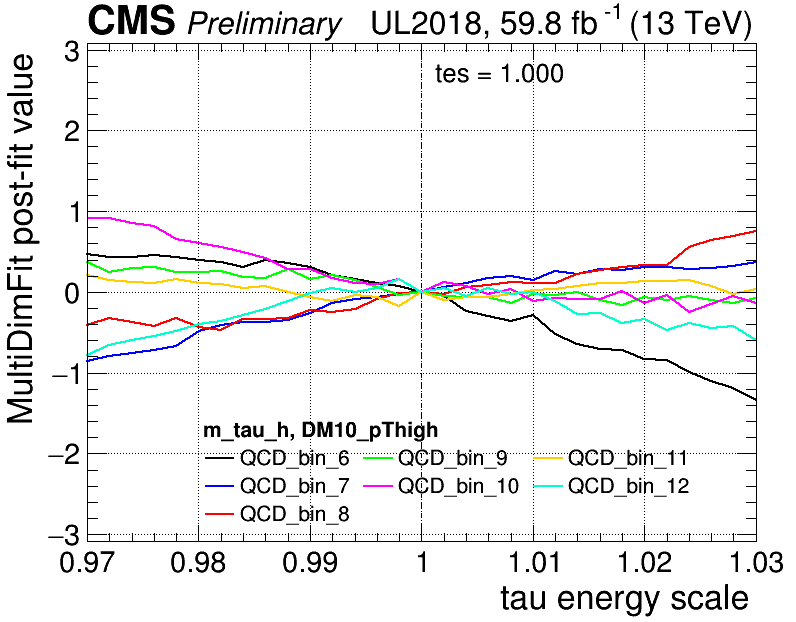 CMS Preliminary UL2018, 59.8 fb⁻¹ (13 TeV)
MultiDimFit post-fit value
3
2
1
0
−1
−2
−3
tes = 1.000
m_tau_h, DM10_pThigh
QCD_bin_6 QCD_bin_9 QCD_bin_11
QCD_bin_7 QCD_bin_10 QCD_bin_12
QCD_bin_8
0.97 0.98 0.99 1 1.01 1.02 1.03
tau energy scale